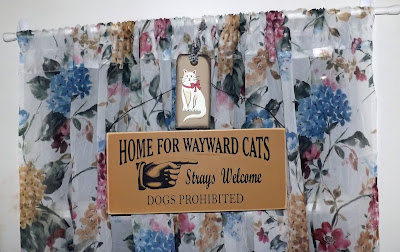 HOME FOR WAYWARD CATS
Strays Welcome
DOGS PROHIBITED